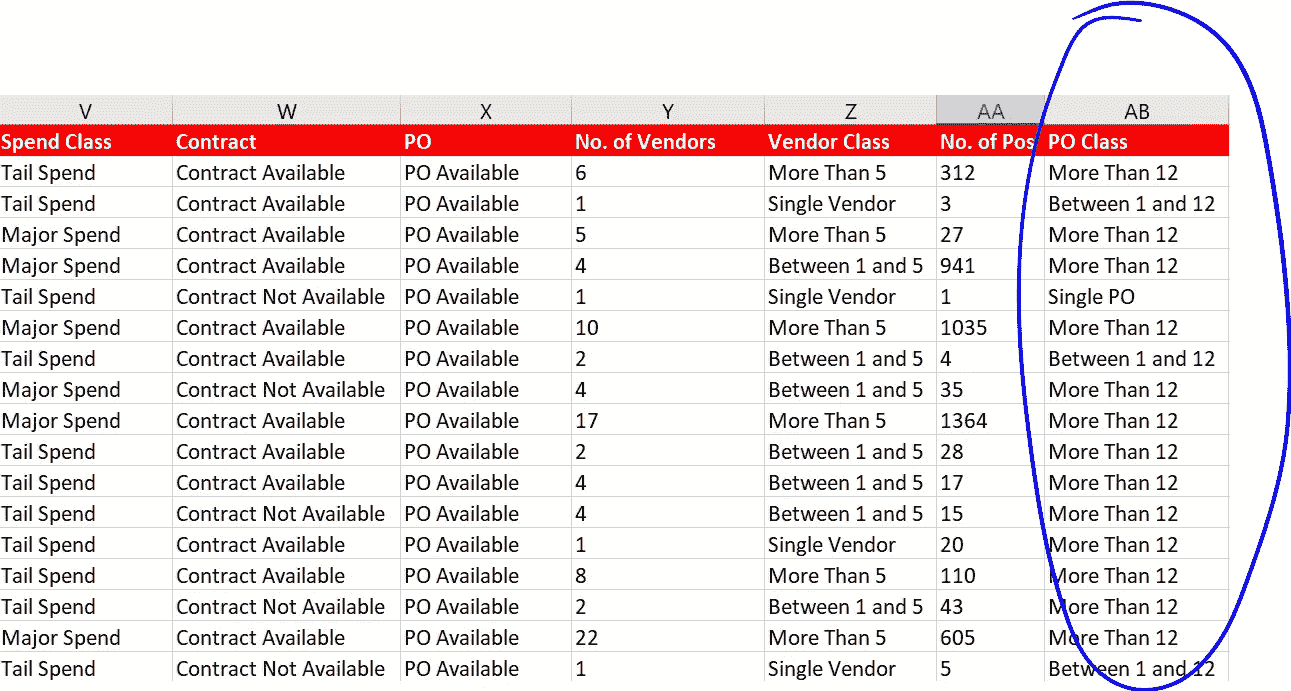 V W X Y Z AA AB
Spend Class Contract PO No. of Vendors Vendor Class No. of Pos PO Class
Tail Spend Contract Available PO Available 6 More Than 5 312 More Than 12
Tail Spend Contract Available PO Available 1 Single Vendor 3 Between 1 and 12
Major Spend Contract Available PO Available 5 More Than 5 27 More Than 12
Major Spend Contract Available PO Available 4 Between 1 and 5 941 More Than 12
Tail Spend Contract Not Available PO Available 1 Single Vendor 1 Single PO
Major Spend Contract Available PO Available 10 More Than 5 1035 More Than 12
Tail Spend Contract Available PO Available 2 Between 1 and 5 4 Between 1 and 12
Major Spend Contract Not Available PO Available 4 Between 1 and 5 35 More Than 12
Major Spend Contract Available PO Available 17 More Than 5 1364 More Than 12
Tail Spend Contract Available PO Available 2 Between 1 and 5 28 More Than 12
Tail Spend Contract Available PO Available 4 Between 1 and 5 17 More Than 12
Tail Spend Contract Not Available PO Available 4 Between 1 and 5 15 More Than 12
Tail Spend Contract Available PO Available 1 Single Vendor 20 More Than 12
Tail Spend Contract Available PO Available 8 More Than 5 110 More Than 12
Tail Spend Contract Not Available PO Available 2 Between 1 and 5 43 More Than 12
Major Spend Contract Available PO Available 22 More Than 5 605 More Than 12
Tail Spend Contract Not Available PO Available 1 Single Vendor 5 Between 1 and 12